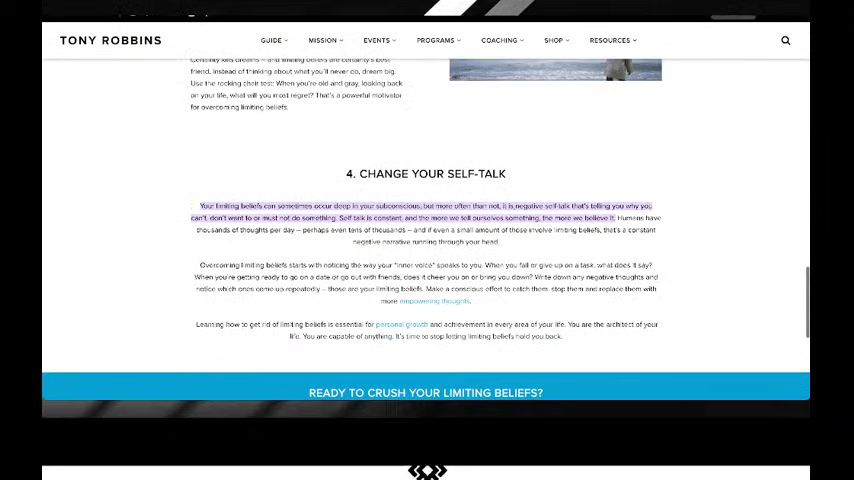 TONY ROBBINS
GUIDE
MISSION
EVENTS
PROGRAMS
COACHING
SHOP
RESOURCES
Certainty kills dreams – and limiting beliefs are certainty's best
friend. Instead of thinking about what you'll never do, dream big.
Use the rocking chair test: When you're old and gray, looking back
on your life, what will you most regret? That's a powerful motivator
for overcoming limiting beliefs.
4. CHANGE YOUR SELF-TALK
Your limiting beliefs can sometimes occur deep in your subconscious, but more often than not, it is negative self-talk that's telling you why you
can't, don't want to or must not do something. Self-talk is constant, and the more we tell ourselves something, the more we believe it. Humans have
thousands of thoughts per day – perhaps even tens of thousands – and if even a small amount of those involve limiting beliefs, that's a constant
negative narrative running through your head.
Overcoming limiting beliefs starts with noticing the way your "inner voice" speaks to you. When you fail or give up on a task, what does it say?
When you're getting ready to go on a date or go out with friends, does it cheer you on or bring you down? Write down any negative thoughts and
notice which ones come up repeatedly – those are your limiting beliefs. Make a conscious effort to catch them, stop them and replace them with
more empowering thoughts.
Learning how to get rid of limiting beliefs is essential for personal growth and achievement in every area of your life. You are the architect of your
life. You are capable of anything. It's time to stop letting limiting beliefs hold you back.
READY TO CRUSH YOUR LIMITING BELIEFS?